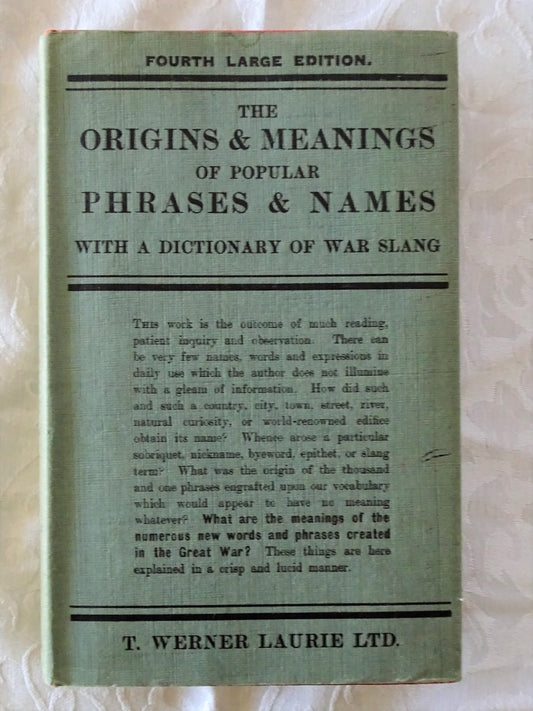 FOURTH LARGE EDITION.
THE
ORIGINS & MEANINGS
OF POPULAR
PHRASES & NAMES
WITH A DICTIONARY OF WAR SLANG
THIS work is the outcome of much reading,
patient inquiry and observation. There can
be very few names, words and expressions in
daily use which the author does not illumine
with a gleam of information. How did such
and such a country, city, town, street, river,
natural curiosity, or world-renowned edifice
obtain its name? Whence arose a particular
sobriquet, nickname, byeword, epithet, or slang
term? What was the origin of the thousand
and one phrases engrafted upon our vocabulary
which would appear to have no meaning
whatever? What are the meanings of the
numerous new words and phrases created
in the Great War? These things are here
explained in a crisp and lucid manner.
T. WERNER LAURIE LTD.